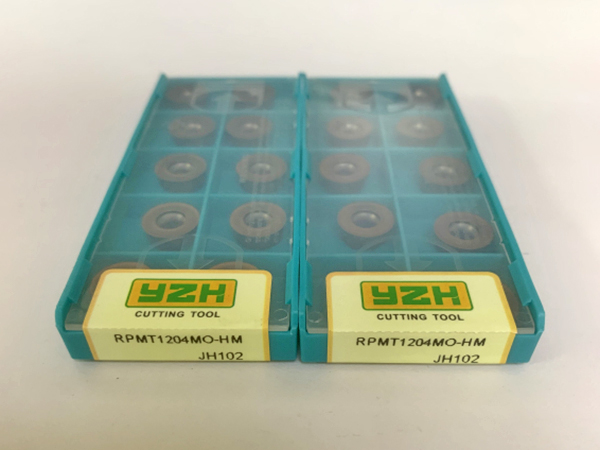 YZH
CUTTING TOOL
RPMT1204MO-HM
JH102
YZH
CUTTING TOOL
RPMT1204MO-HM
JH102